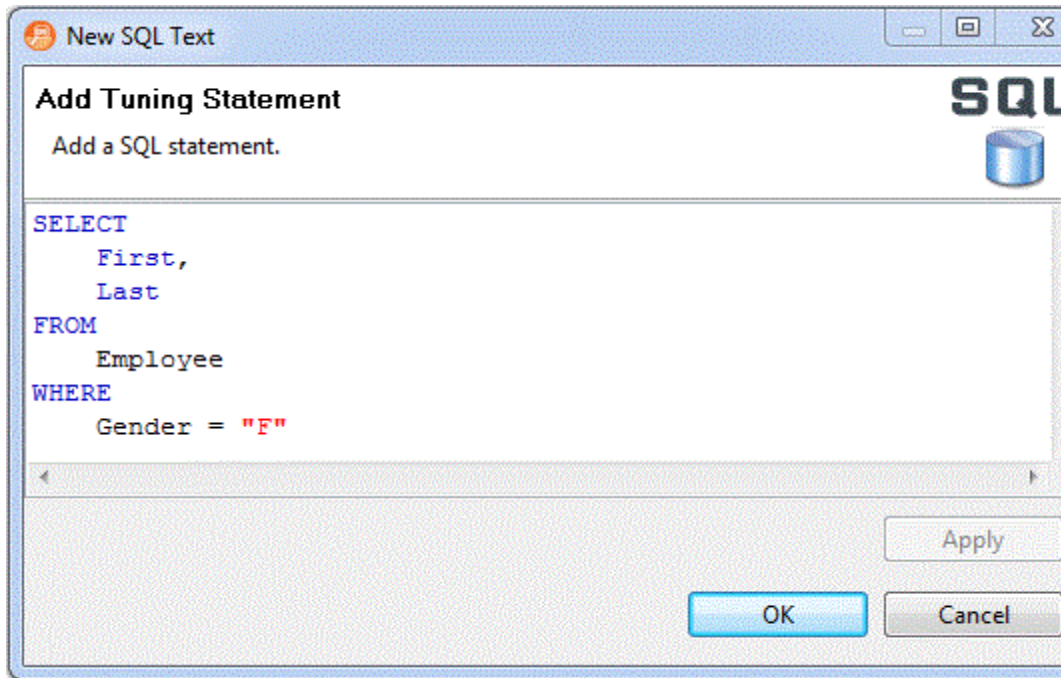 New SQL Text
Add Tuning Statement
SQL
Add a SQL statement.
SELECT
    First,
    Last
FROM
    Employee
WHERE
    Gender = "F"
Apply
OK
Cancel